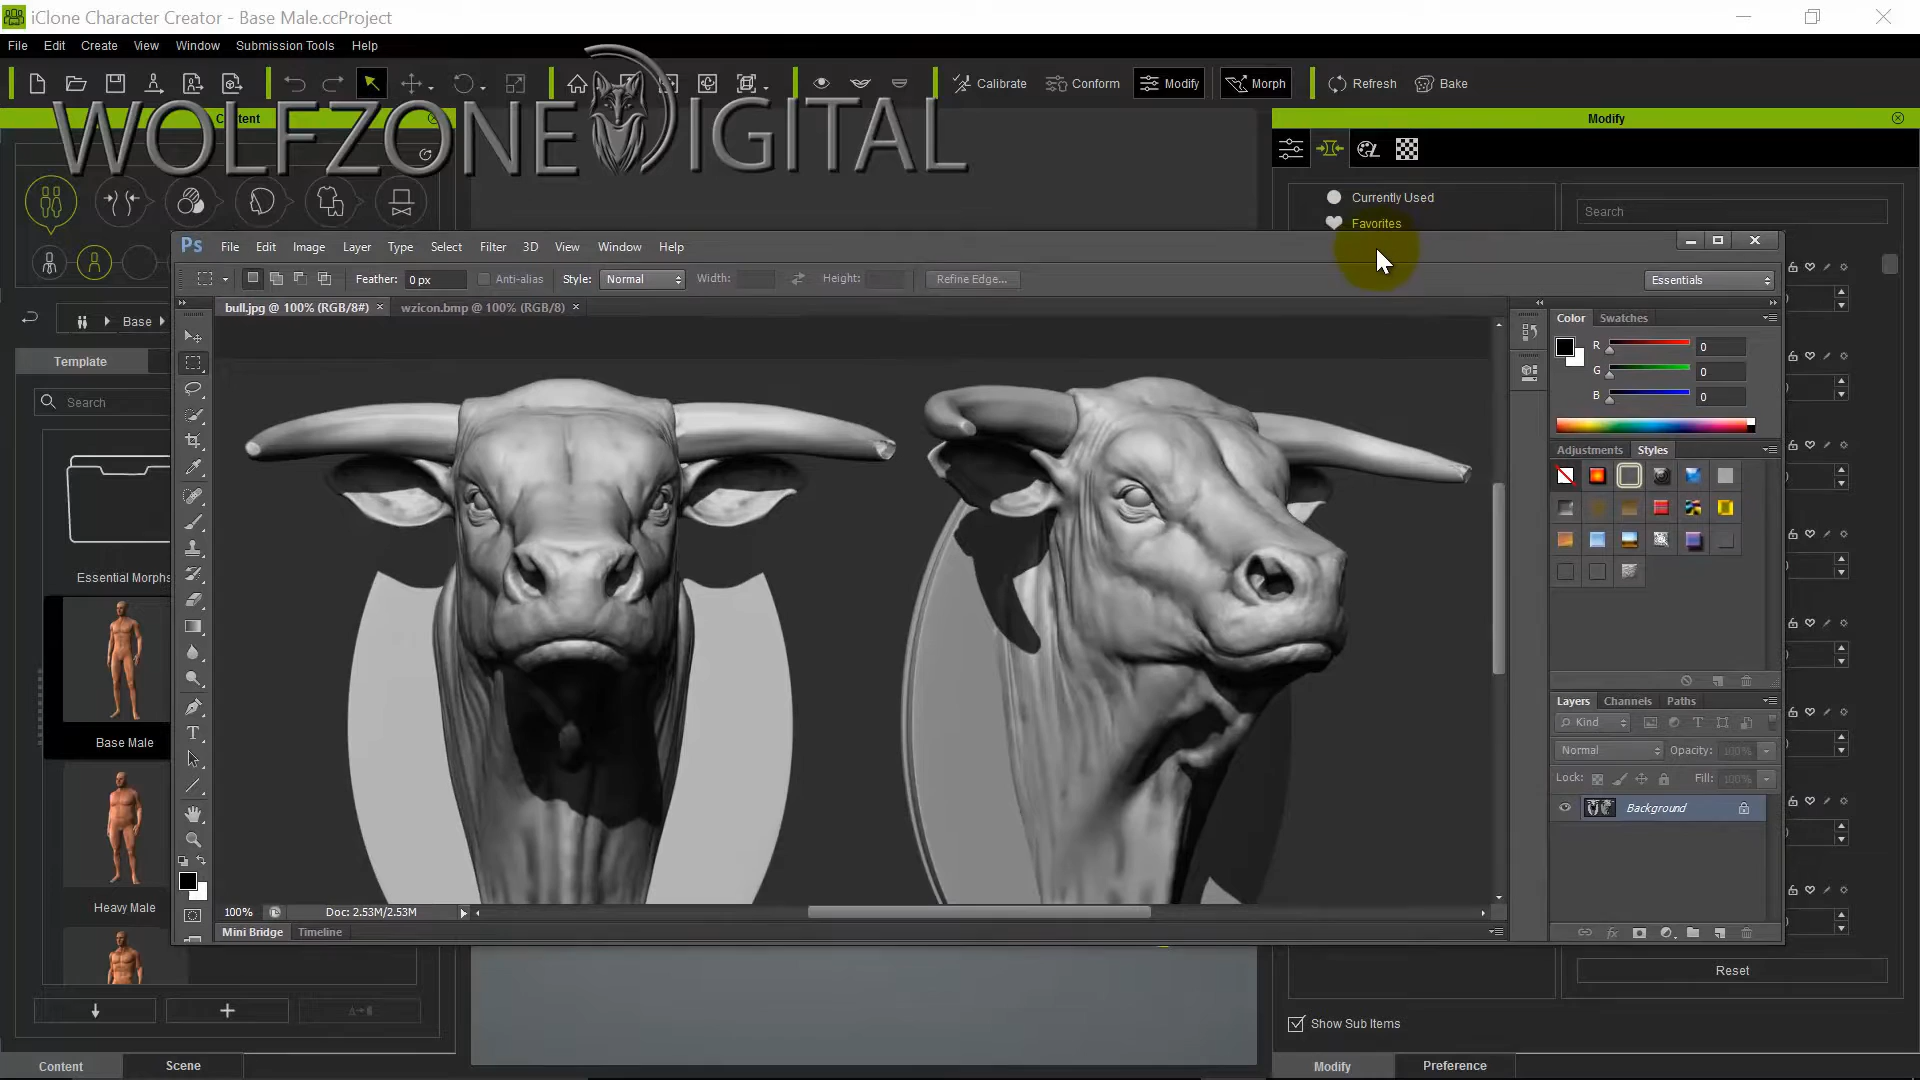 iClone Character Creator - Base Male.ccProject
File Edit Create View Window Submission Tools Help
Calibrate Conform Modify Morph Refresh Bake
WOLFZONE DIGITAL
Content
Modify
Currently Used
Favorites
Search
Base
Template
Search
Essential Morphs
Base Male
Heavy Male
Ps File Edit Image Layer Type Select Filter 3D View Window Help
Feather: 0 px Anti-alias Style: Normal Width: Height: Refine Edge... Essentials
bull.jpg @ 100% (RGB/8#) × wzicon.bmp @ 100% (RGB/8) ×
Color Swatches
R 0
G 0
B 0
Adjustments Styles
Layers Channels Paths
Kind
Normal Opacity: 100%
Lock: Fill: 100%
Background
100% Doc: 2.53M/2.53M
Mini Bridge Timeline
Reset
Show Sub Items
Content Scene
Modify Preference